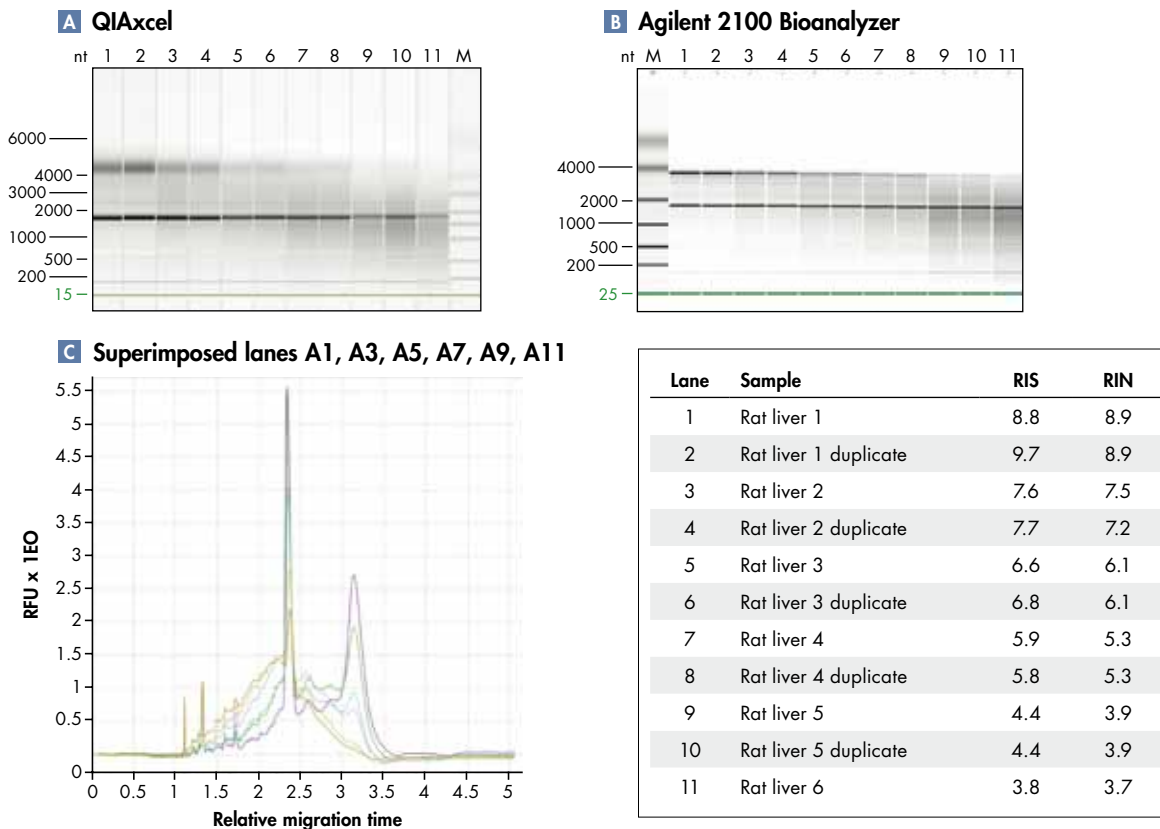 A QIAxcel
nt 1 2 3 4 5 6 7 8 9 10 11 M
6000
4000
3000
2000
1000
500
200
15
B Agilent 2100 Bioanalyzer
nt M 1 2 3 4 5 6 7 8 9 10 11
4000
2000
1000
500
200
25
C Superimposed lanes A1, A3, A5, A7, A9, A11
RFU x 1EO
5.5
5
4.5
4
3.5
3
2.5
2
1.5
1
0.5
0
0 0.5 1 1.5 2 2.5 3 3.5 4 4.5 5
Relative migration time
Lane Sample RIS RIN
1 Rat liver 1 8.8 8.9
2 Rat liver 1 duplicate 9.7 8.9
3 Rat liver 2 7.6 7.5
4 Rat liver 2 duplicate 7.7 7.2
5 Rat liver 3 6.6 6.1
6 Rat liver 3 duplicate 6.8 6.1
7 Rat liver 4 5.9 5.3
8 Rat liver 4 duplicate 5.8 5.3
9 Rat liver 5 4.4 3.9
10 Rat liver 5 duplicate 4.4 3.9
11 Rat liver 6 3.8 3.7